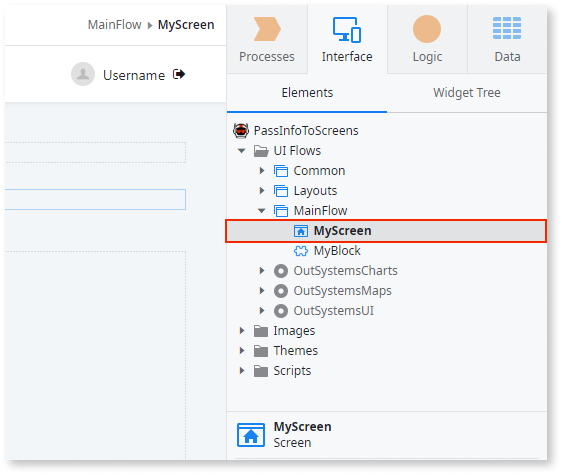 MainFlow ▸ MyScreen
Username
Processes
Interface
Logic
Data
Elements
Widget Tree
PassInfoToScreens
UI Flows
Common
Layouts
MainFlow
MyScreen
MyBlock
OutSystemsCharts
OutSystemsMaps
OutSystemsUI
Images
Themes
Scripts
MyScreen
Screen